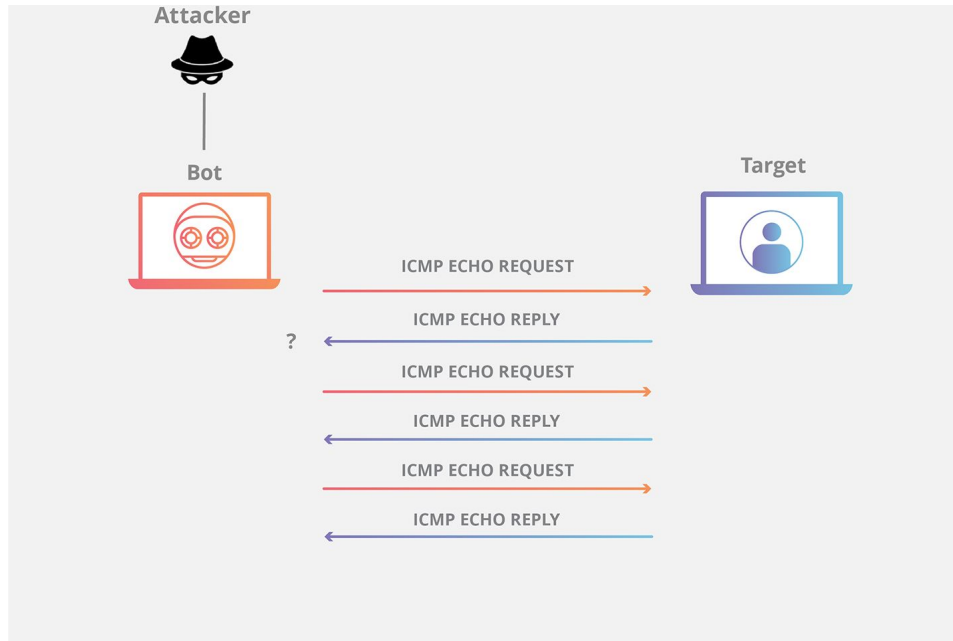 Attacker
Bot
Target
ICMP ECHO REQUEST
ICMP ECHO REPLY
?
ICMP ECHO REQUEST
ICMP ECHO REPLY
ICMP ECHO REQUEST
ICMP ECHO REPLY